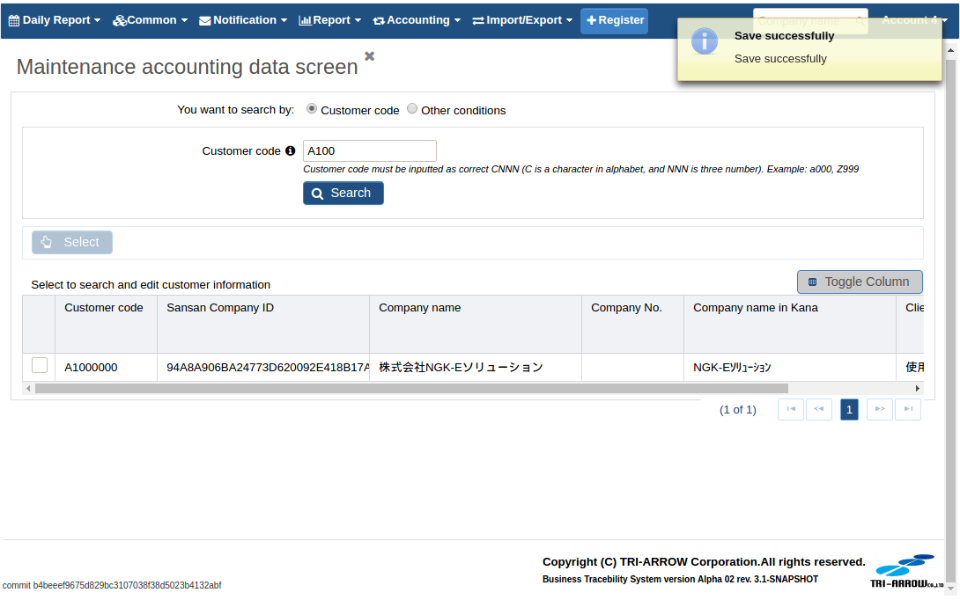 Daily Report Common Notification Report Accounting Import/Export Register Company name Account 4
Save successfully
Save successfully
Maintenance accounting data screen
You want to search by: Customer code Other conditions
Customer code A100
Customer code must be inputted as correct CNNN (C is a character in alphabet, and NNN is three number). Example: a000, Z999
Search
Select
Select to search and edit customer information
Toggle Column
Customer code Sansan Company ID Company name Company No. Company name in Kana Clie
A1000000 94A8A906BA24773D620092E418B17A 株式会社NGK-Eソリューション NGK-Eｿﾘｭｰｼｮﾝ 使用
(1 of 1) 1
Copyright (C) TRI-ARROW Corporation.All rights reserved.
Business Tracebility System version Alpha 02 rev. 3.1-SNAPSHOT
TRI-ARROW CO.,LTD
commit b4beeef9675d829bc3107038f38d5023b4132abf